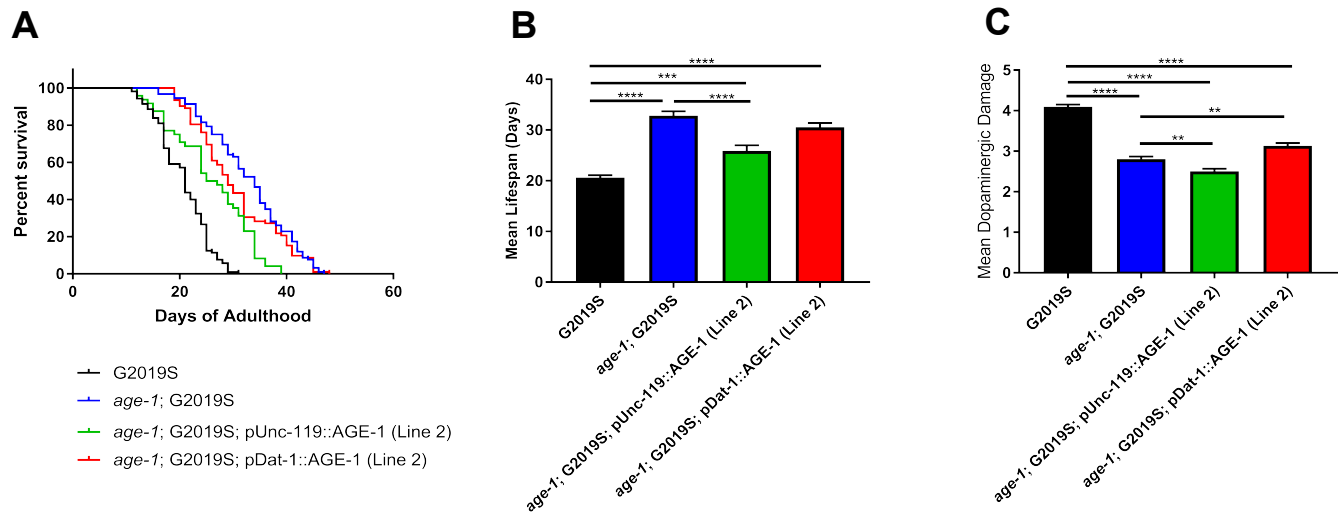 A
Percent survival
100
80
60
40
20
0
0 20 40 60
Days of Adulthood
G2019S
age-1; G2019S
age-1; G2019S; pUnc-119::AGE-1 (Line 2)
age-1; G2019S; pDat-1::AGE-1 (Line 2)
B
Mean Lifespan (Days)
40
30
20
10
0
****
***
**** ****
G2019S
age-1; G2019S
age-1; G2019S; pUnc-119::AGE-1 (Line 2)
age-1; G2019S; pDat-1::AGE-1 (Line 2)
C
Mean Dopaminergic Damage
5
4
3
2
1
0
****
****
****
**
**
G2019S
age-1; G2019S
age-1; G2019S; pUnc-119::AGE-1 (Line 2)
age-1; G2019S; pDat-1::AGE-1 (Line 2)